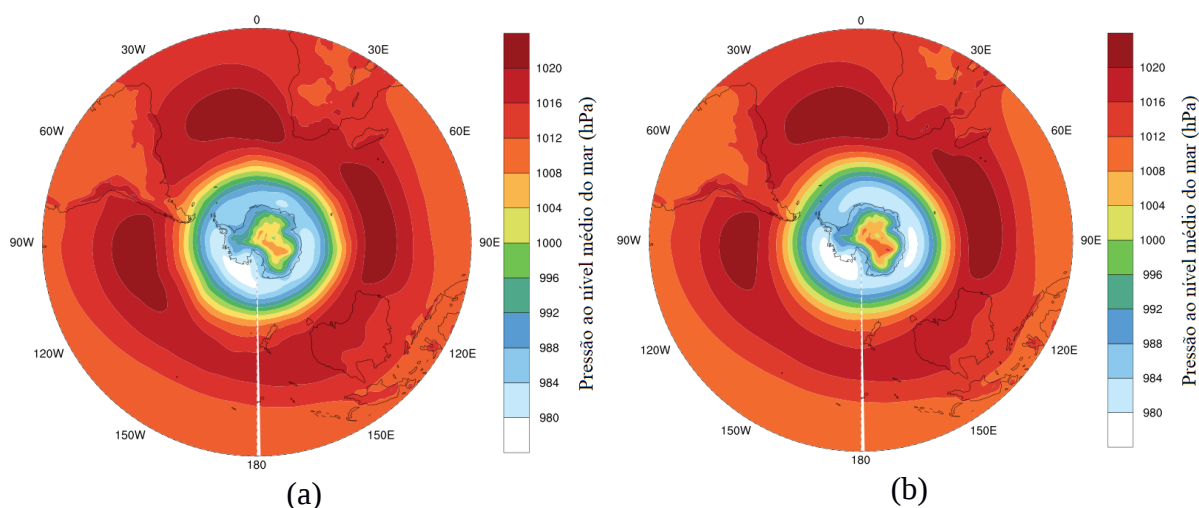 0
30W
30E
60W
60E
90W
90E
120W
120E
150W
150E
180
1020
1016
1012
1008
1004
1000
996
992
988
984
980
Pressão ao nivel médio do mar (hPa)
(a)
0
30W
30E
60W
60E
90W
90E
120W
120E
150W
150E
180
1020
1016
1012
1008
1004
1000
996
992
988
984
980
Pressão ao nivel médio do mar (hPa)
(b)